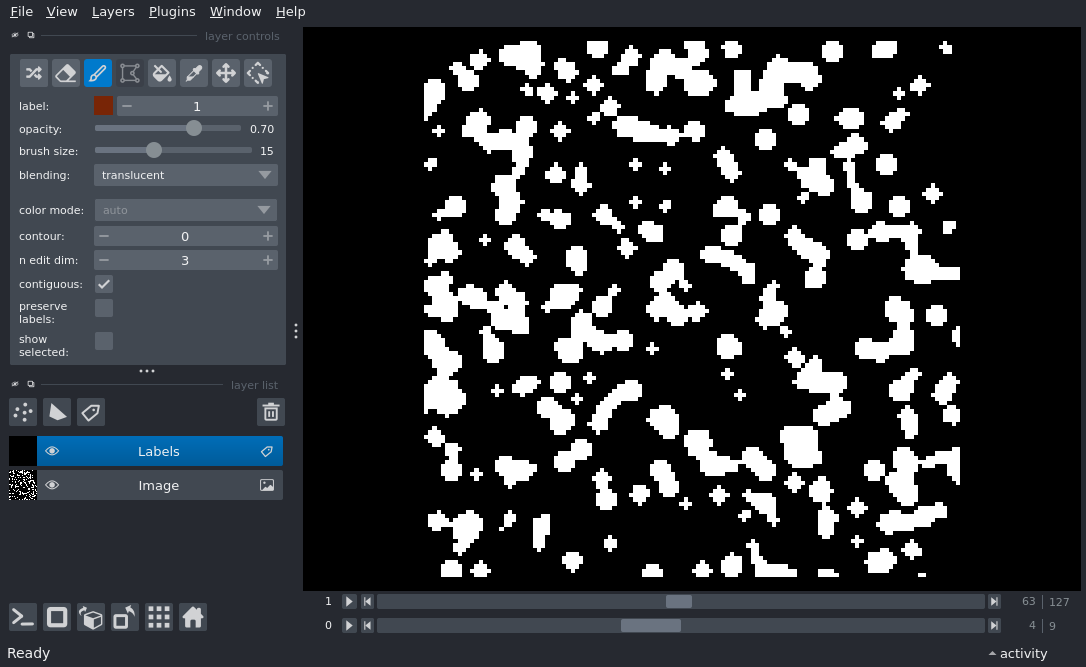 File View Layers Plugins Window Help
layer controls
label: 1
opacity: 0.70
brush size: 15
blending: translucent
color mode: auto
contour: 0
n edit dim: 3
contiguous:
preserve
labels:
show
selected:
layer list
Labels
Image
1 63 127
0 4 9
Ready activity